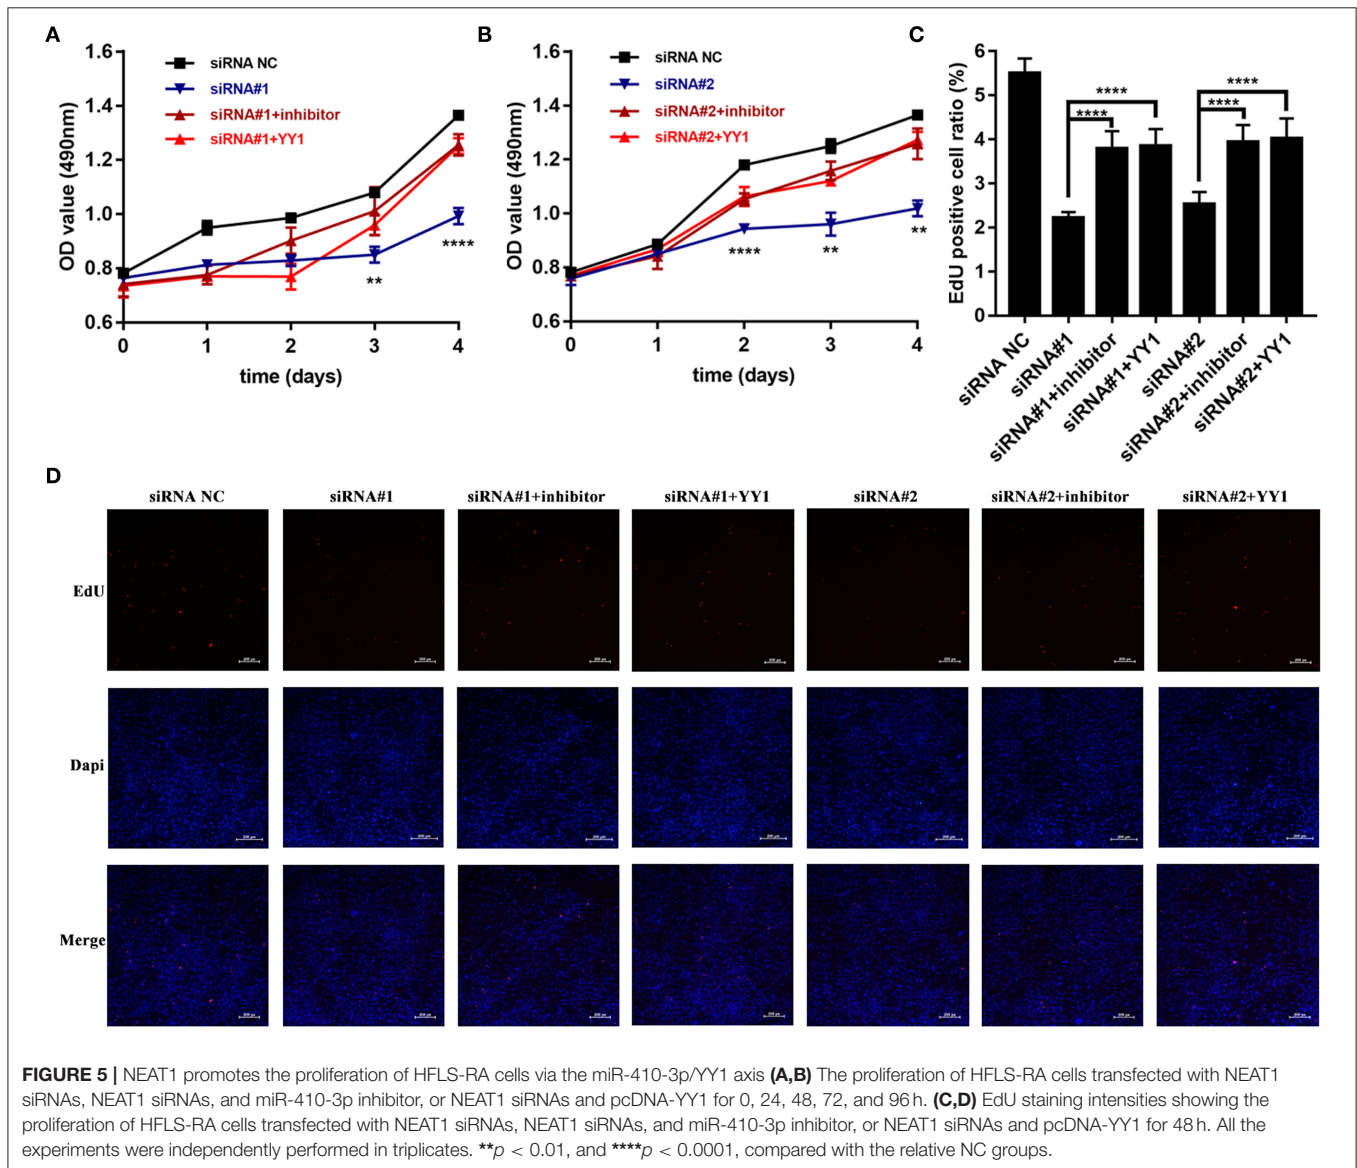 A
1.6
1.4
1.2
1.0
0.8
0.6
OD value (490nm)
siRNA NC
siRNA#1
siRNA#1+inhibitor
siRNA#1+YY1
**
****
0 1 2 3 4
time (days)
B
1.6
1.4
1.2
1.0
0.8
0.6
OD value (490nm)
siRNA NC
siRNA#2
siRNA#2+inhibitor
siRNA#2+YY1
****
**
**
0 1 2 3 4
time (days)
C
6
5
4
3
2
1
0
EdU positive cell ratio (%)
****
****
****
****
siRNA NC
siRNA#1
siRNA#1+inhibitor
siRNA#1+YY1
siRNA#2
siRNA#2+inhibitor
siRNA#2+YY1
D
siRNA NC siRNA#1 siRNA#1+inhibitor siRNA#1+YY1 siRNA#2 siRNA#2+inhibitor siRNA#2+YY1
EdU
Dapi
Merge
FIGURE 5 | NEAT1 promotes the proliferation of HFLS-RA cells via the miR-410-3p/YY1 axis (A,B) The proliferation of HFLS-RA cells transfected with NEAT1
siRNAs, NEAT1 siRNAs, and miR-410-3p inhibitor, or NEAT1 siRNAs and pcDNA-YY1 for 0, 24, 48, 72, and 96 h. (C,D) EdU staining intensities showing the
proliferation of HFLS-RA cells transfected with NEAT1 siRNAs, NEAT1 siRNAs, and miR-410-3p inhibitor, or NEAT1 siRNAs and pcDNA-YY1 for 48 h. All the
experiments were independently performed in triplicates. **p < 0.01, and ****p < 0.0001, compared with the relative NC groups.